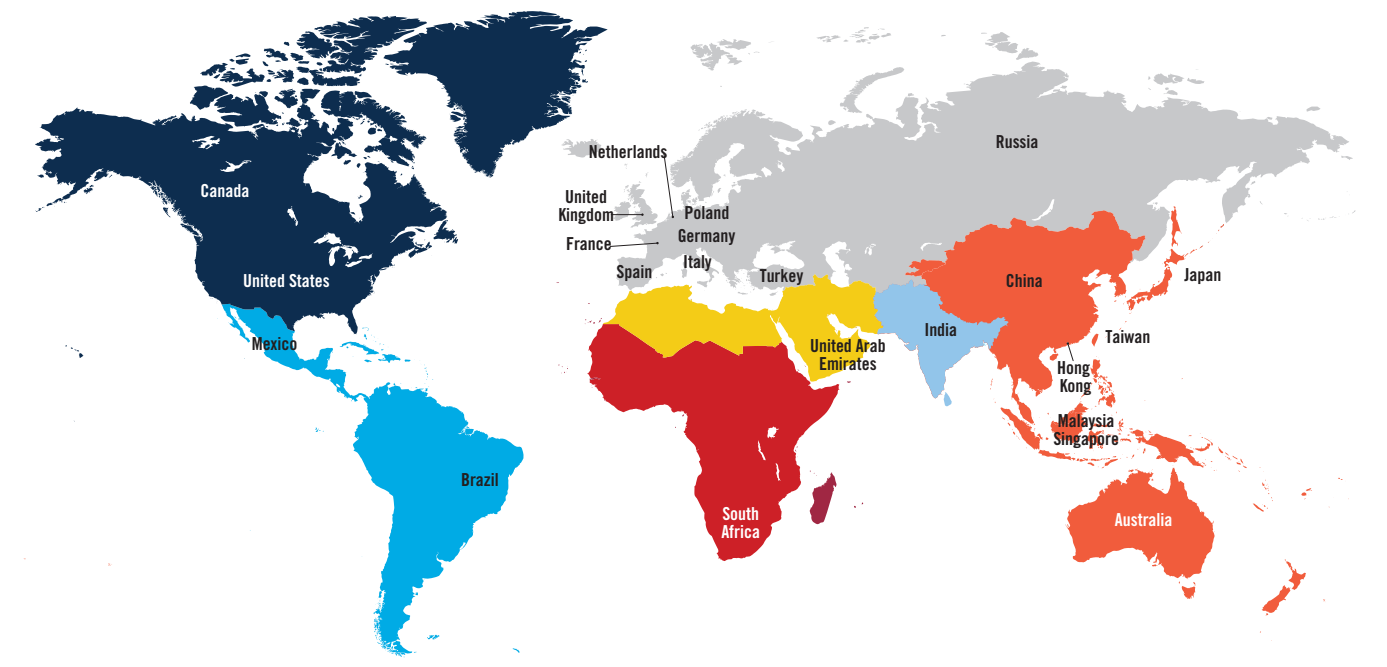 Canada
United States
Mexico
Brazil
Netherlands
United
Kingdom
France
Spain
Poland
Germany
Italy
Turkey
Russia
United Arab
Emirates
South
Africa
India
China
Japan
Taiwan
Hong
Kong
Malaysia
Singapore
Australia